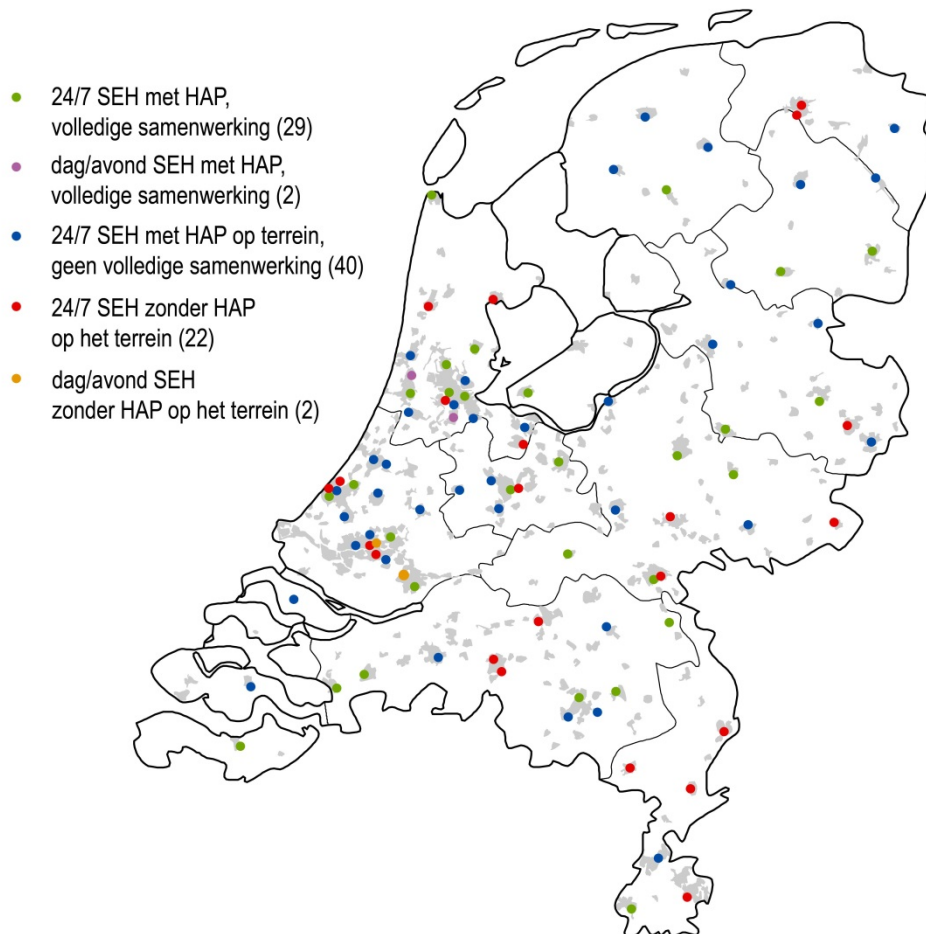 24/7 SEH met HAP,
volledige samenwerking (29)
dag/avond SEH met HAP,
volledige samenwerking (2)
24/7 SEH met HAP op terrein,
geen volledige samenwerking (40)
24/7 SEH zonder HAP
op het terrein (22)
dag/avond SEH
zonder HAP op het terrein (2)